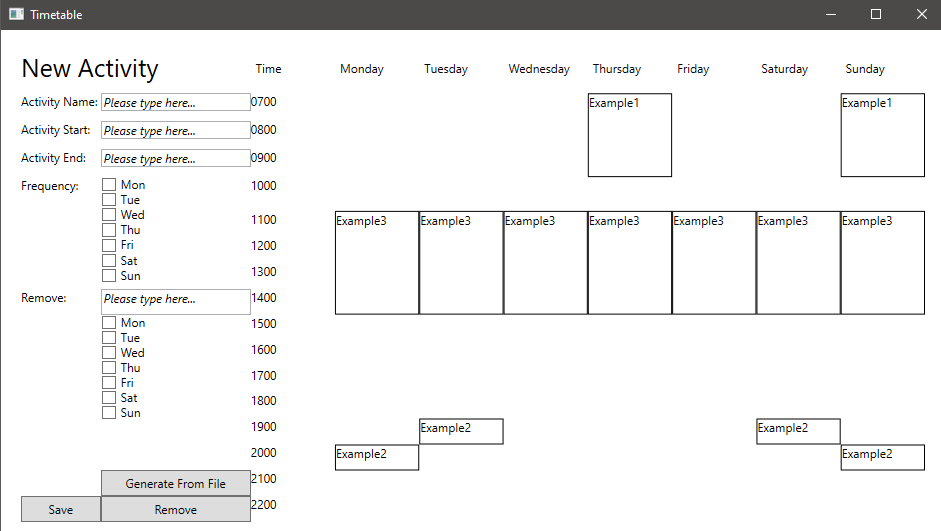 Timetable
New Activity Time Monday Tuesday Wednesday Thursday Friday Saturday Sunday
Activity Name: Please type here... 0700 Example1 Example1
Activity Start: Please type here... 0800
Activity End: Please type here... 0900
Frequency: Mon 1000
Tue
Wed
Thu 1100 Example3 Example3 Example3 Example3 Example3 Example3 Example3
Fri 1200
Sat
Sun 1300
Remove: Please type here... 1400
Mon 1500
Tue
Wed 1600
Thu
Fri 1700
Sat 1800
Sun
1900 Example2 Example2
2000 Example2 Example2
Generate From File 2100
Save Remove 2200